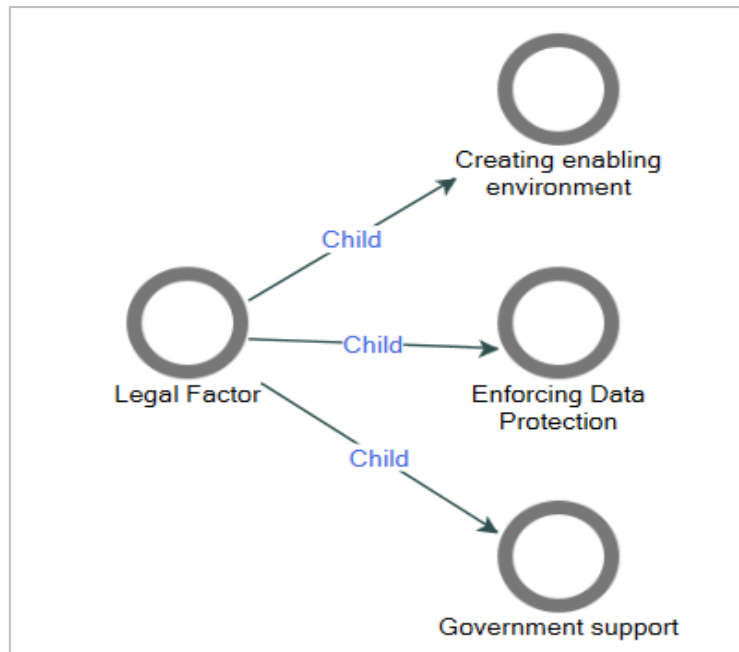 Creating enabling
environment
Child
Legal Factor
Child
Enforcing Data
Protection
Child
Government support